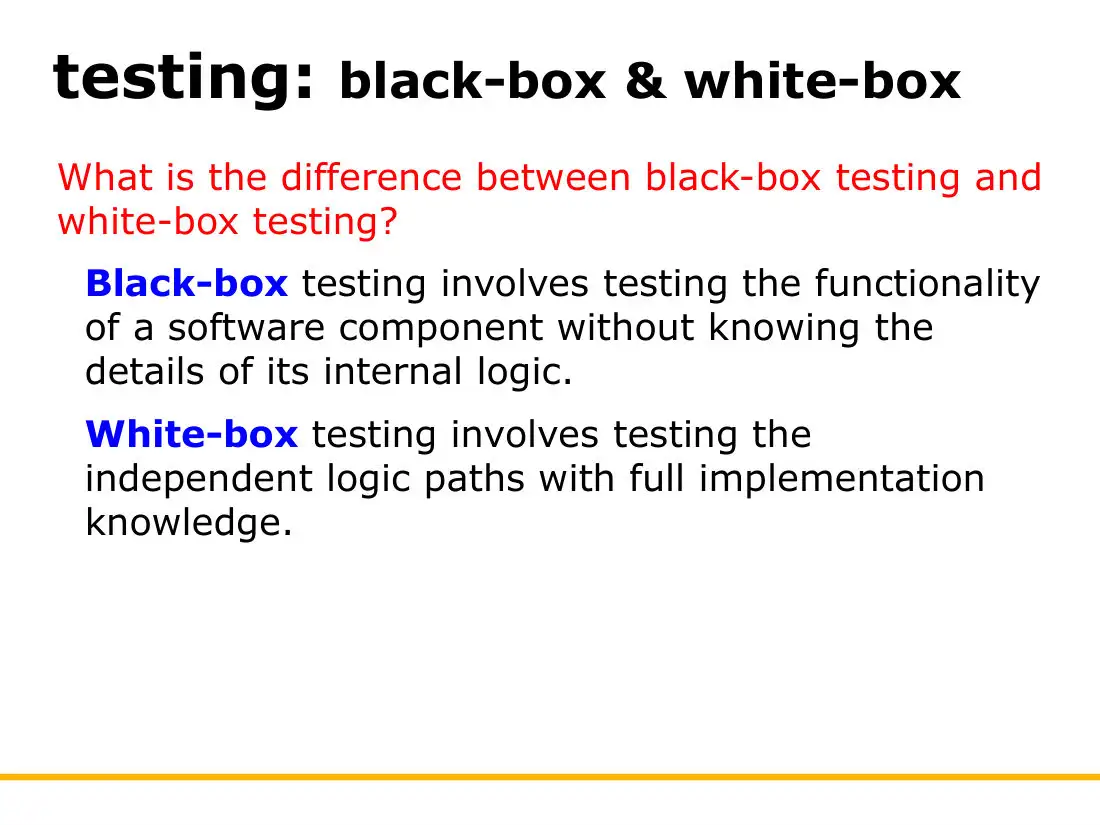 testing: black-box & white-box
What is the difference between black-box testing and
white-box testing?
Black-box testing involves testing the functionality
of a software component without knowing the
details of its internal logic.
White-box testing involves testing the
independent logic paths with full implementation
knowledge.